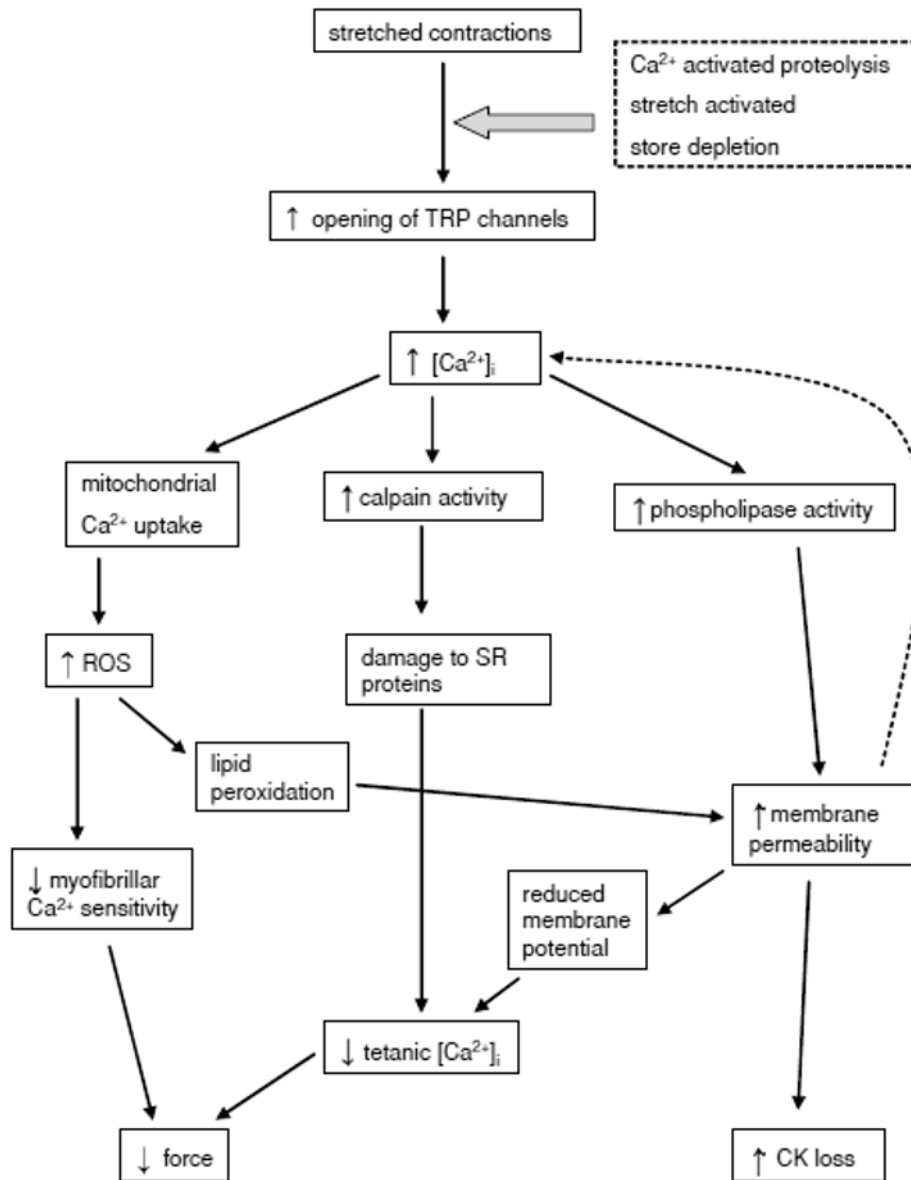 stretched contractions
Ca²⁺ activated proteolysis
stretch activated
store depletion
↑ opening of TRP channels
↑ [Ca²⁺]ᵢ
mitochondrial
Ca²⁺ uptake
↑ calpain activity
↑ phospholipase activity
↑ ROS
damage to SR
proteins
lipid
peroxidation
↑ membrane
permeability
↓ myofibrillar
Ca²⁺ sensitivity
reduced
membrane
potential
↓ tetanic [Ca²⁺]ᵢ
↓ force
↑ CK loss